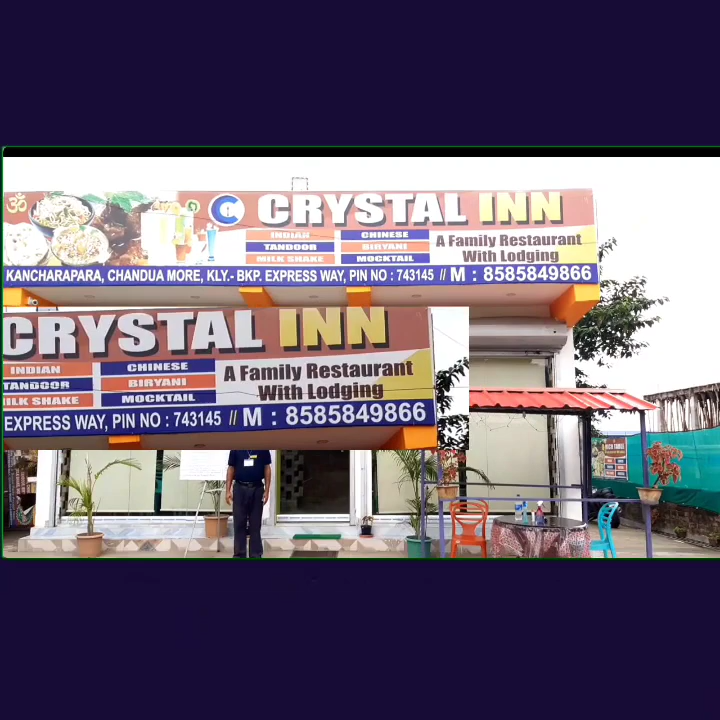 ॐ
CRYSTAL INN
INDIAN CHINESE
TANDOOR BIRYANI
MILK SHAKE MOCKTAIL
A Family Restaurant
With Lodging
KANCHARAPARA, CHANDUA MORE, KLY.- BKP. EXPRESS WAY, PIN NO : 743145 // M : 8585849866
CRYSTAL INN
INDIAN CHINESE
TANDOOR BIRYANI
MILK SHAKE MOCKTAIL
A Family Restaurant
With Lodging
EXPRESS WAY, PIN NO : 743145 // M : 8585849866